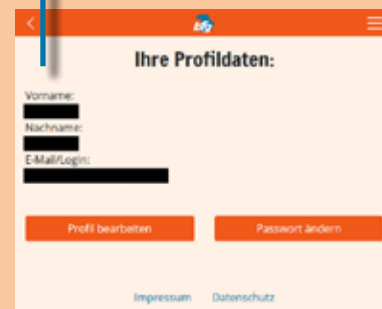 Ihre Profildaten:
Vorname:
Nachname:
E-Mail/Login:
Profil bearbeiten
Passwort ändern
Impressum
Datenschutz